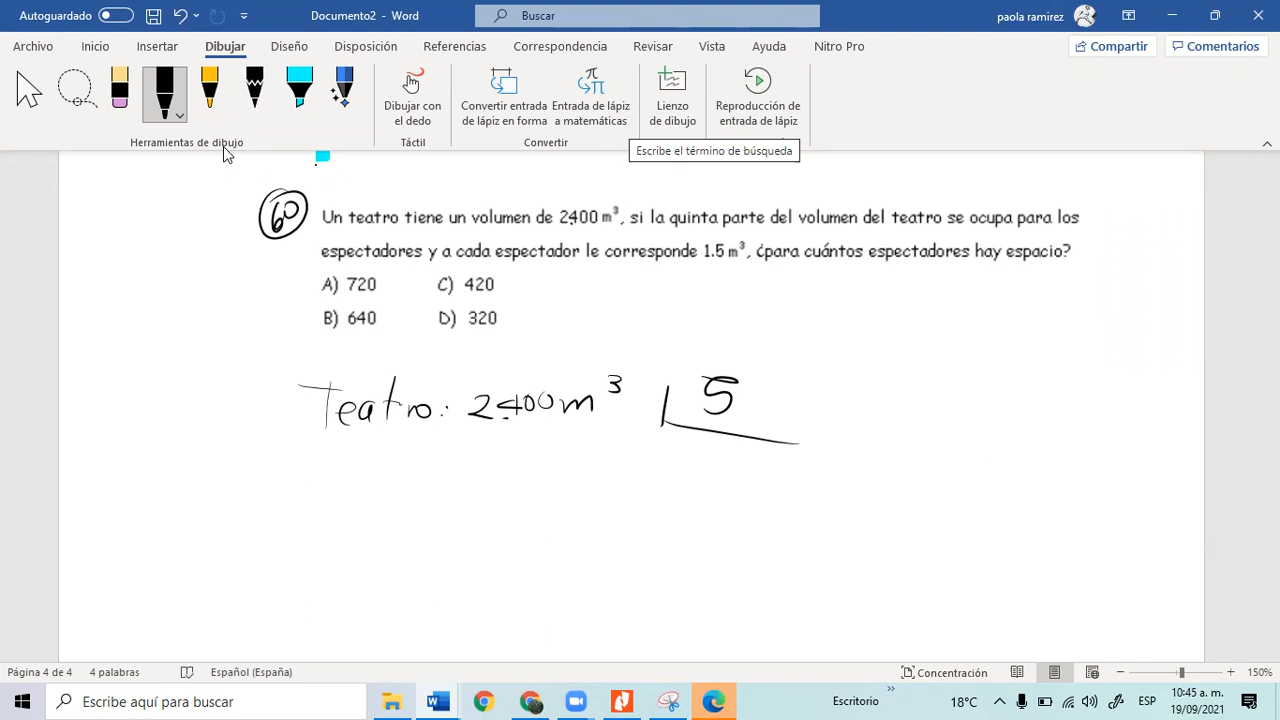 Autoguardado
Documento2 - Word
Buscar
paola ramirez
Archivo Inicio Insertar Dibujar Diseño Disposición Referencias Correspondencia Revisar Vista Ayuda Nitro Pro
Compartir
Comentarios
Dibujar con el dedo
Convertir entrada de lápiz en forma
Entrada de lápiz a matemáticas
Lienzo de dibujo
Reproducción de entrada de lápiz
Herramientas de dibujo
Táctil
Convertir
Escribe el término de búsqueda
60
Un teatro tiene un volumen de 2400 m³, si la quinta parte del volumen del teatro se ocupa para los
espectadores y a cada espectador le corresponde 1.5 m³, ¿para cuántos espectadores hay espacio?
A) 720 C) 420
B) 640 D) 320
Teatro: 2.400m³ 5
Página 4 de 4 4 palabras Español (España) Concentración 150%
Escribe aquí para buscar
Escritorio
18°C
ESP
10:45 a. m.
19/09/2021